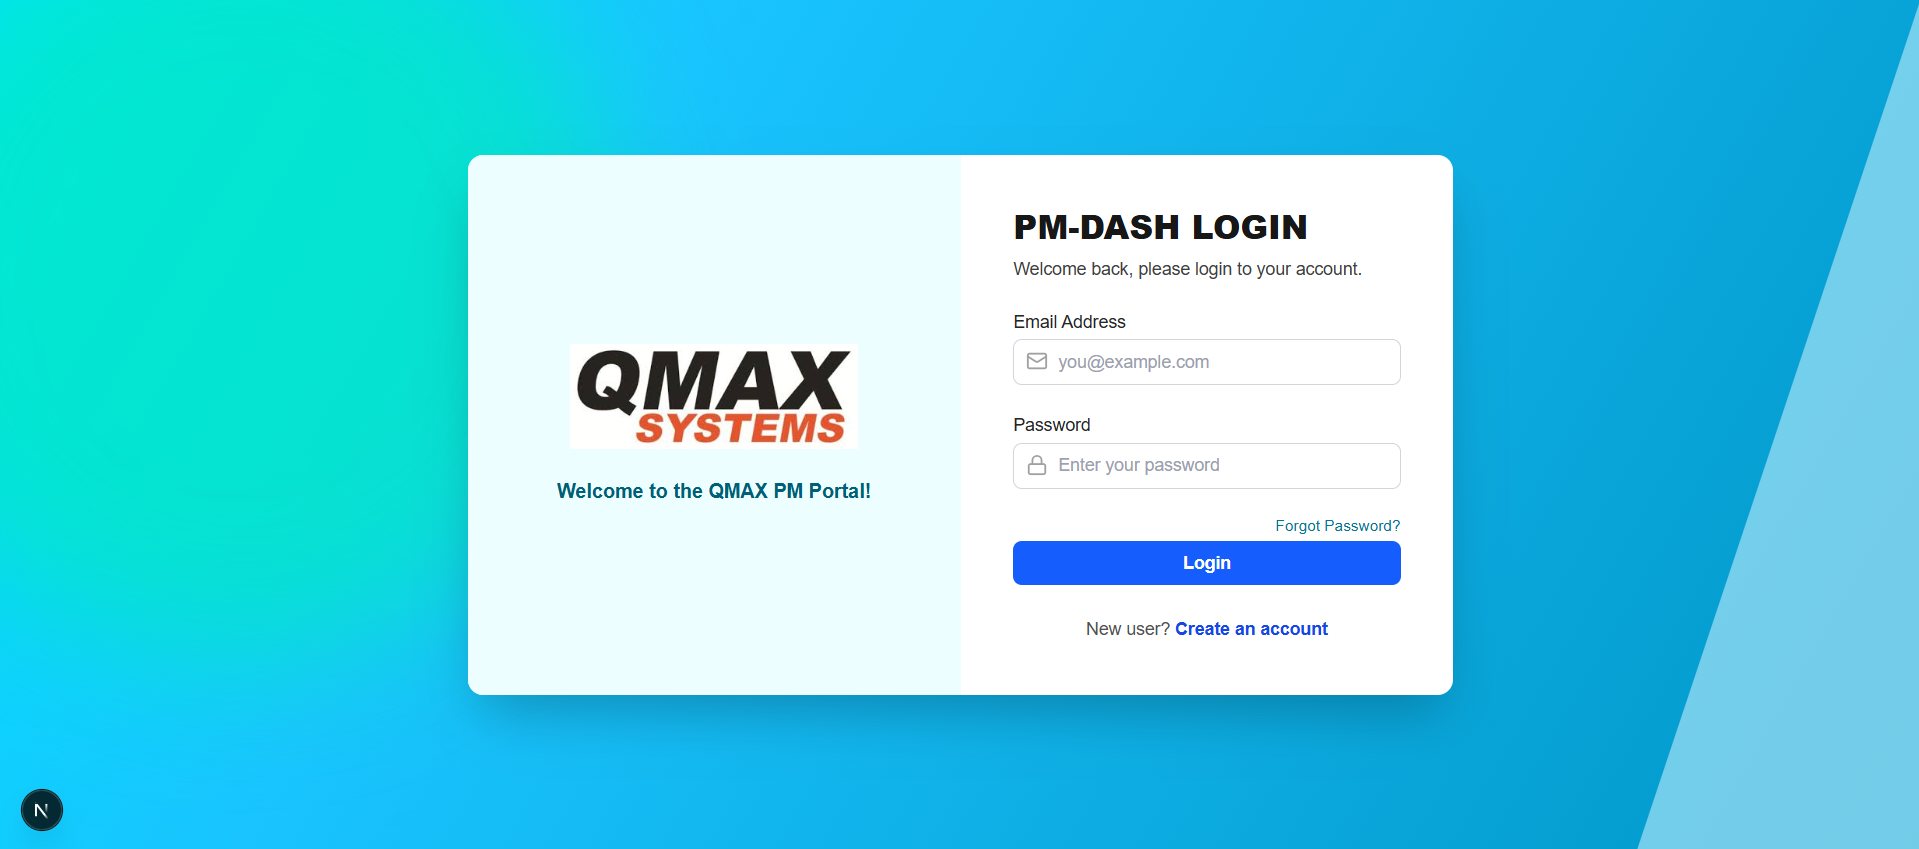 QMAX
SYSTEMS
Welcome to the QMAX PM Portal!
PM-DASH LOGIN
Welcome back, please login to your account.
Email Address
you@example.com
Password
Enter your password
Forgot Password?
Login
New user? Create an account
N